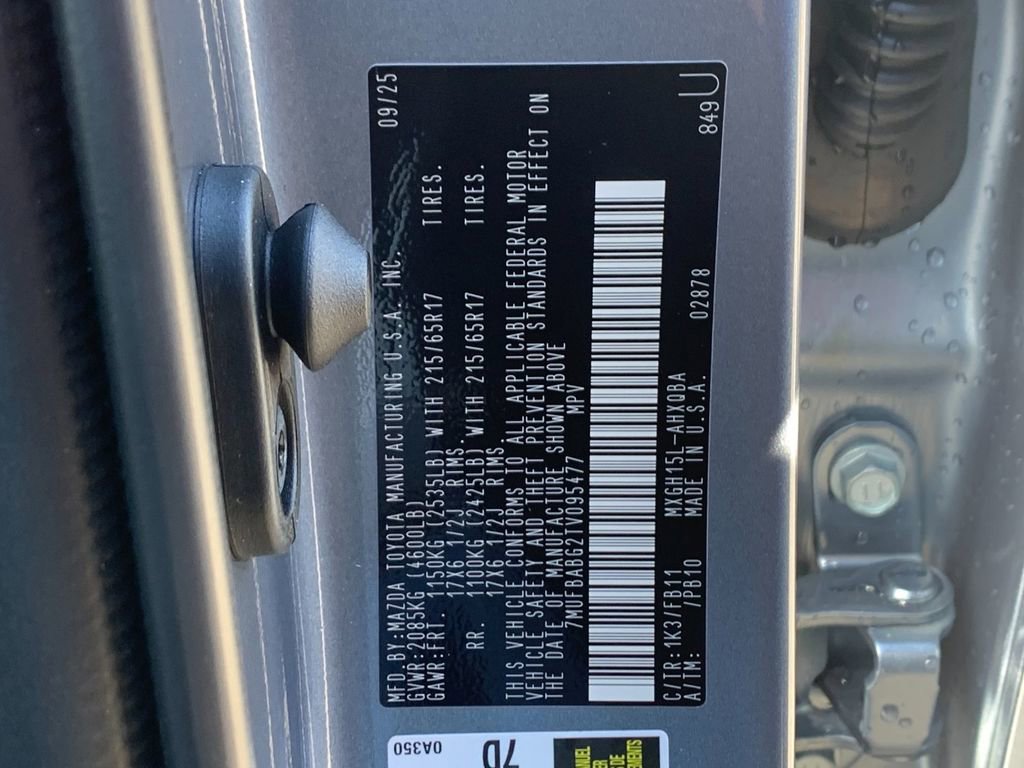 MFD.BY:MAZDA TOYOTA MANUFACTURING U.S.A. INC. 09/25
GVWR:2085KG (4600LB)
GAWR:FRT. 1150KG (2535LB) WITH 215/65R17 TIRES.
17X6 1/2J RIMS.
RR. 1100KG (2425LB) WITH 215/65R17 TIRES.
17X6 1/2J RIMS.
THIS VEHICLE CONFORMS TO ALL APPLICABLE FEDERAL MOTOR
VEHICLE SAFETY AND THEFT PREVENTION STANDARDS IN EFFECT ON
THE DATE OF MANUFACTURE SHOWN ABOVE
7MUFBABG2TV095477 MPV
C/TR:1K3/FB11 MXGH15L-AHXQBA
A/TM: /PB10 MADE IN U.S.A. 02878
849U
0A350
7D